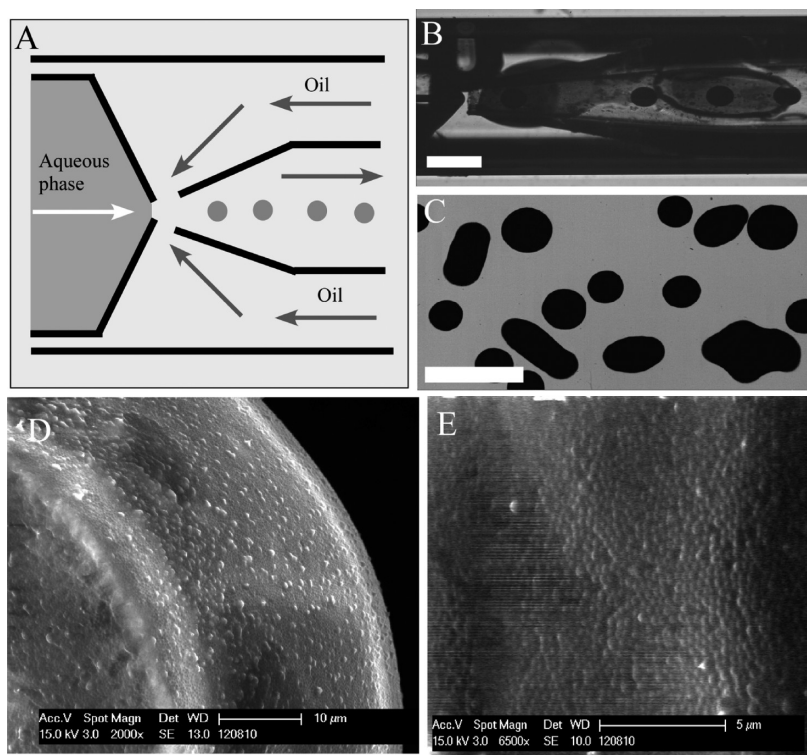 A
Oil
Aqueous
phase
Oil
B
C
D
Acc.V Spot Magn Det WD 10 µm
15.0 kV 3.0 2000x SE 13.0 120810
E
Acc.V Spot Magn Det WD 5 µm
15.0 kV 3.0 6500x SE 10.0 120810